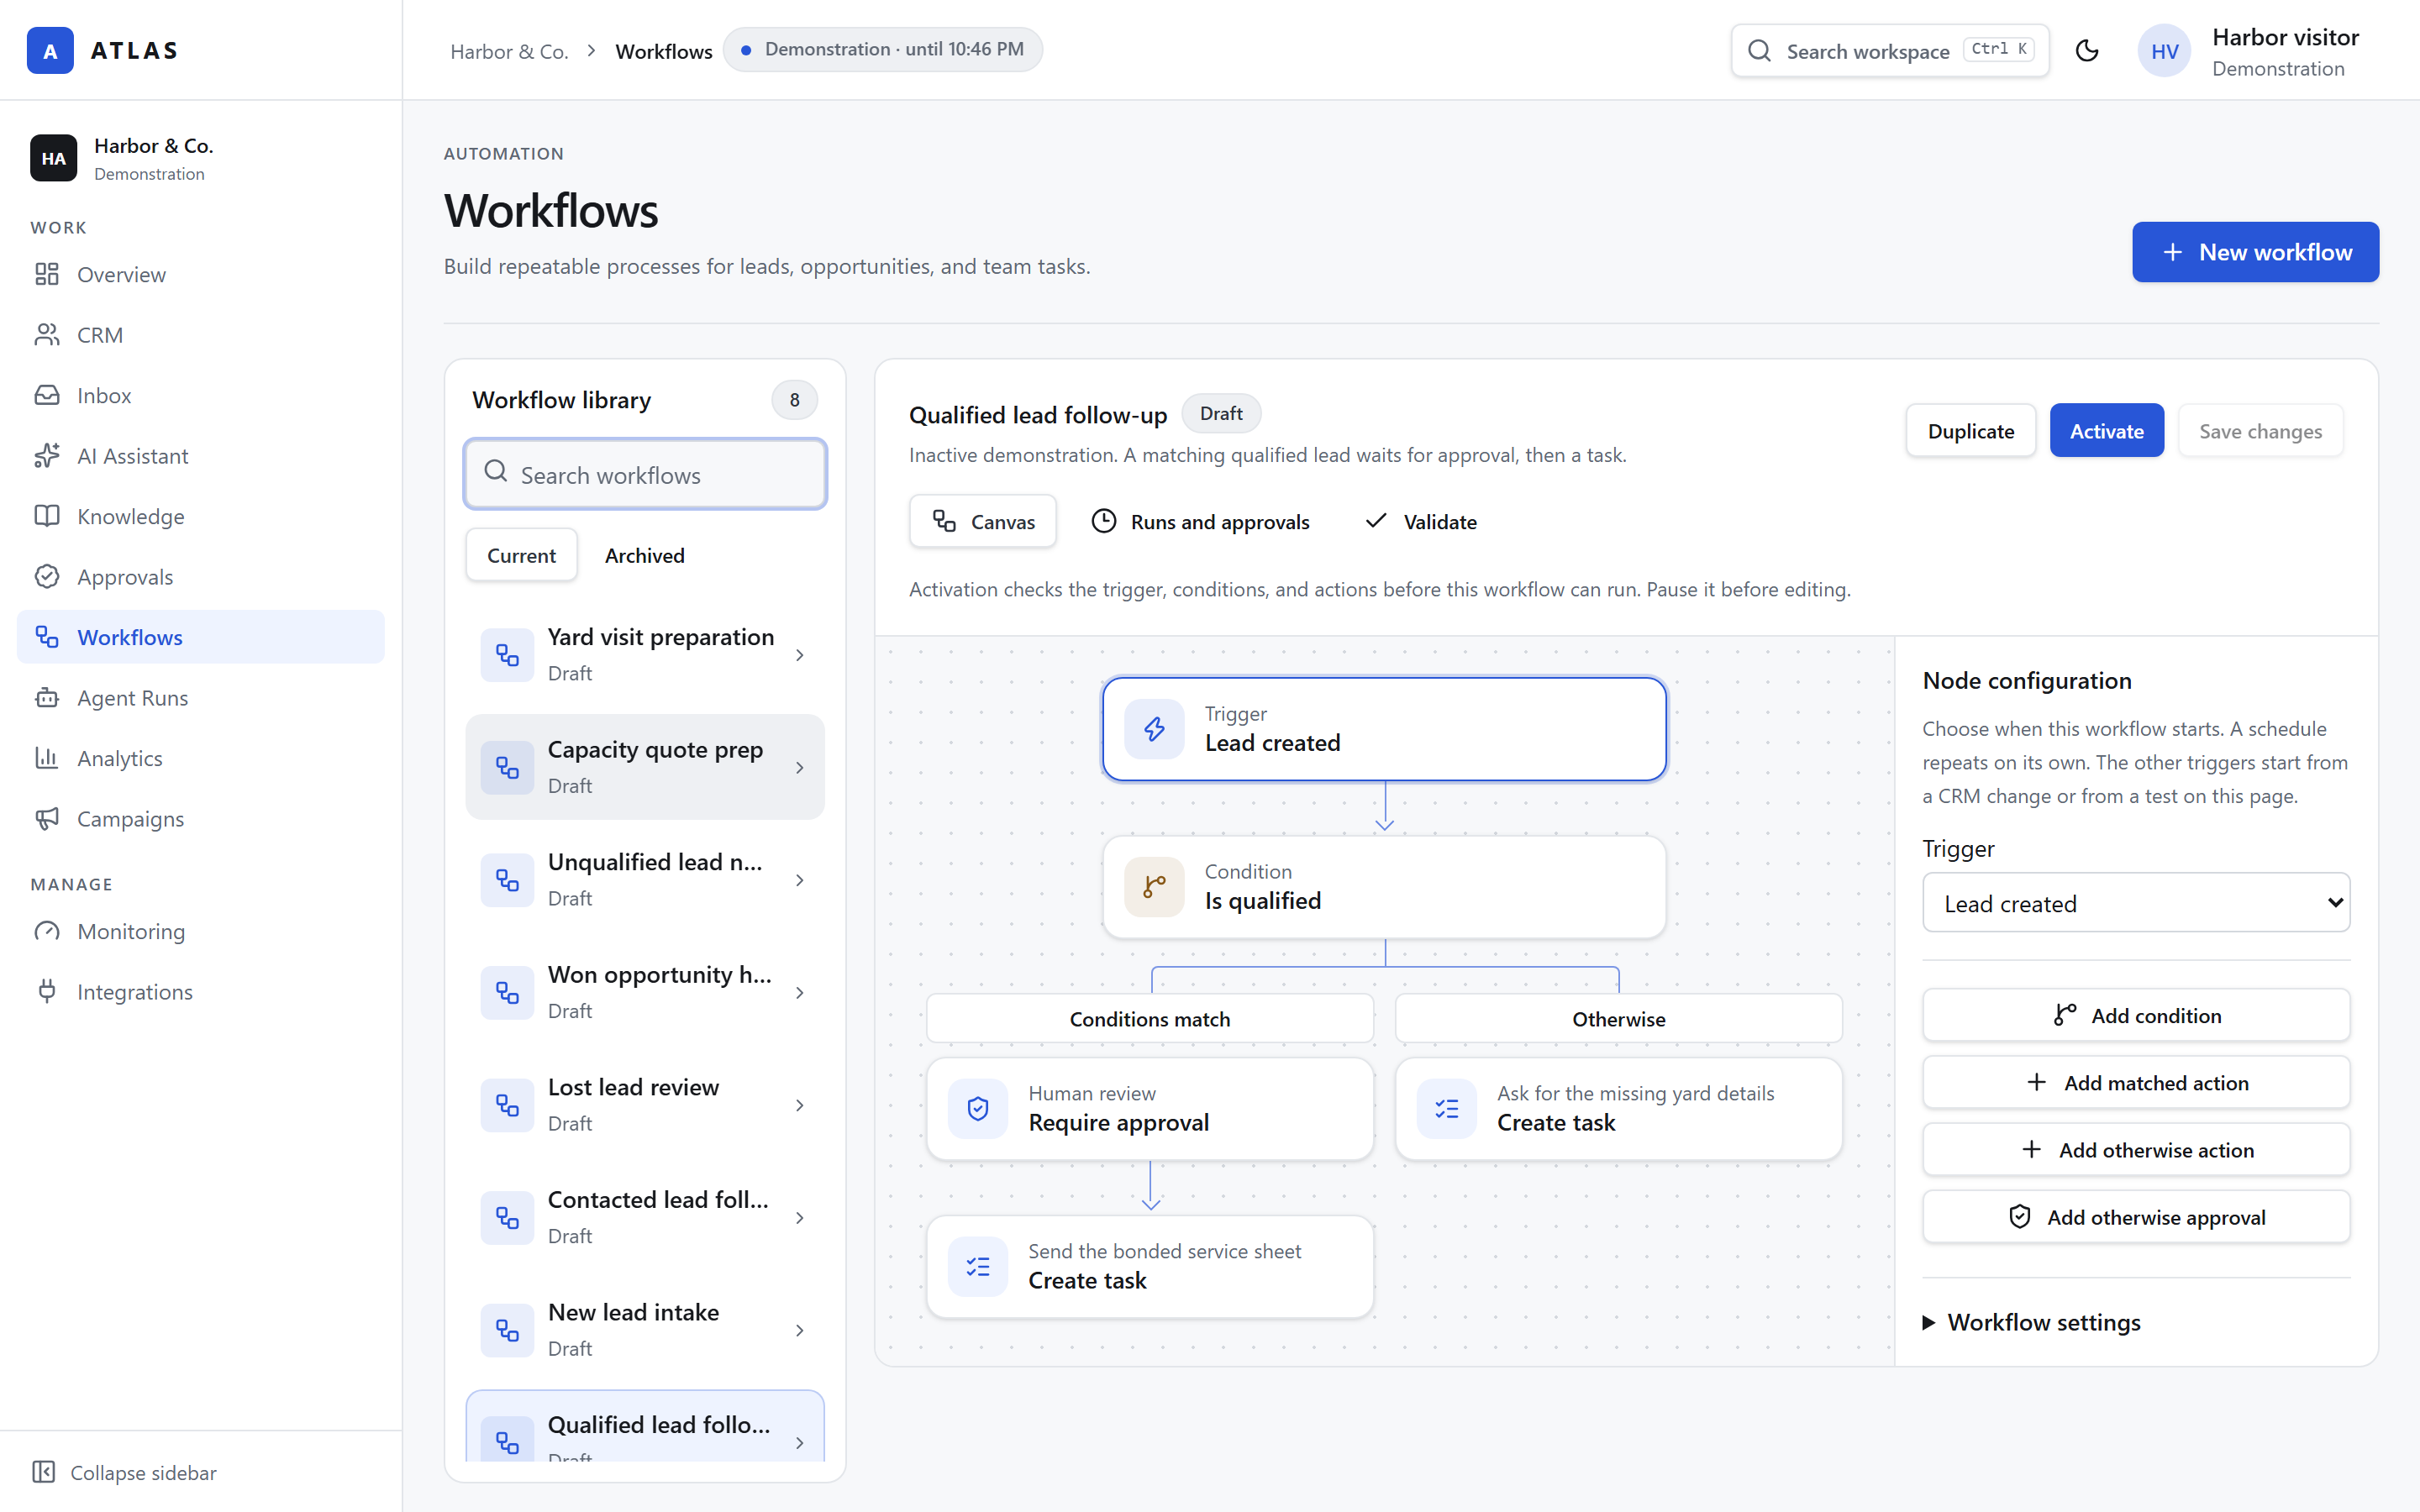 A
ATLAS
Harbor & Co.
Workflows
Demonstration · until 10:46 PM
Search workspace
Ctrl K
HV
Harbor visitor
Demonstration
HA
Harbor & Co.
Demonstration
WORK
Overview
CRM
Inbox
AI Assistant
Knowledge
Approvals
Workflows
Agent Runs
Analytics
Campaigns
MANAGE
Monitoring
Integrations
Collapse sidebar
AUTOMATION
Workflows
Build repeatable processes for leads, opportunities, and team tasks.
New workflow
Workflow library
8
Search workflows
Current
Archived
Yard visit preparation
Draft
Capacity quote prep
Draft
Unqualified lead n...
Draft
Won opportunity h...
Draft
Lost lead review
Draft
Contacted lead foll...
Draft
New lead intake
Draft
Qualified lead follo...
Draft
Qualified lead follow-up
Draft
Inactive demonstration. A matching qualified lead waits for approval, then a task.
Duplicate
Activate
Save changes
Canvas
Runs and approvals
Validate
Activation checks the trigger, conditions, and actions before this workflow can run. Pause it before editing.
Trigger
Lead created
Condition
Is qualified
Conditions match
Otherwise
Human review
Require approval
Ask for the missing yard details
Create task
Send the bonded service sheet
Create task
Node configuration
Choose when this workflow starts. A schedule
repeats on its own. The other triggers start from
a CRM change or from a test on this page.
Trigger
Lead created
Add condition
Add matched action
Add otherwise action
Add otherwise approval
Workflow settings